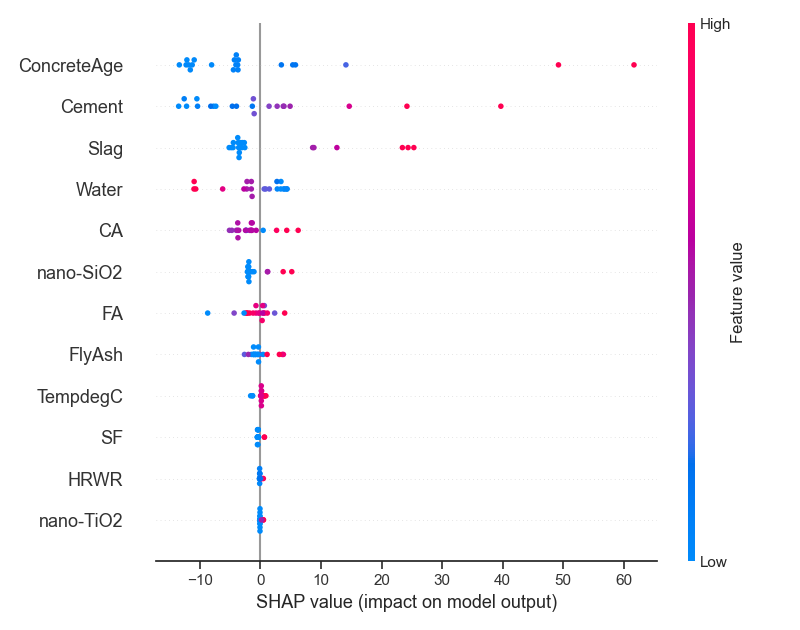 High
ConcreteAge
Cement
Slag
Water
CA
nano-SiO2
FA
FlyAsh
TempdegC
SF
HRWR
nano-TiO2
Feature value
Low
−10 0 10 20 30 40 50 60
SHAP value (impact on model output)